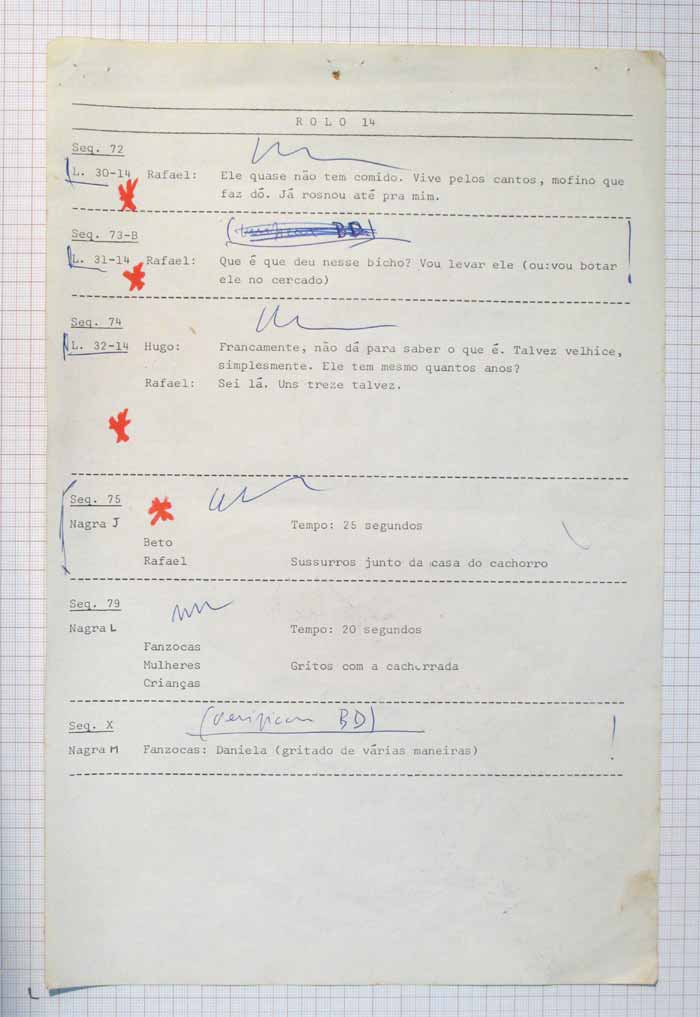 ROLO 14
Seq. 72
L. 30-14 Rafael: Ele quase não tem comido. Vive pelos cantos, mofino que
faz dó. Já rosnou até pra mim.
Seq. 73-B (verificar BD)
L. 31-14 Rafael: Que é que deu nesse bicho? Vou levar ele (ou:vou botar
ele no cercado)
Seq. 74
L. 32-14 Hugo: Francamente, não dá para saber o que é. Talvez velhice,
simplesmente. Ele tem mesmo quantos anos?
Rafael: Sei lá. Uns treze talvez.
Seq. 75
Nagra J Tempo: 25 segundos
Beto
Rafael Sussurros junto da casa do cachorro
Seq. 79
Nagra L Tempo: 20 segundos
Fanzocas
Mulheres Gritos com a cachorrada
Crianças
Seq. X (verificar BD)
Nagra M Fanzocas: Daniela (gritado de várias maneiras)